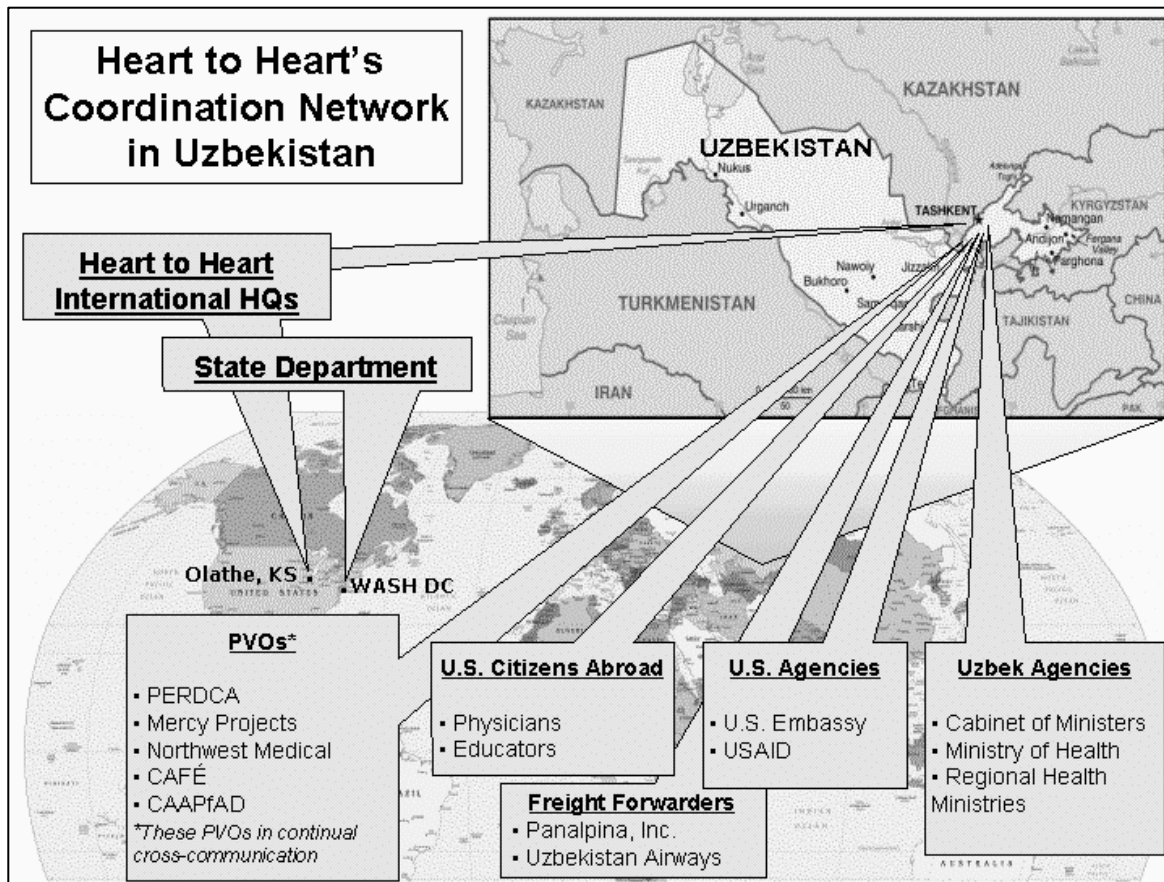 Heart to Heart's
Coordination Network
in Uzbekistan
KAZAKHSTAN
KAZAKHSTAN
UZBEKISTAN
Nukus
Urganch
TASHKENT
KYRGYZSTAN
Namangan
Andijon
Fergana
Valley
Farghona
Nawoiy
Jizzax
Bukhoro
CHINA
TURKMENISTAN
TAJIKISTAN
Caspian
Sea
IRAN
50
PAK.
Heart to Heart
International HQs
State Department
Olathe, KS
UNITED STATES
WASH DC
PVOs*
▪ PERDCA
▪ Mercy Projects
▪ Northwest Medical
▪ CAFÉ
▪ CAAPfAD
*These PVOs in continual
cross-communication
U.S. Citizens Abroad
▪ Physicians
▪ Educators
Freight Forwarders
▪ Panalpina, Inc.
▪ Uzbekistan Airways
U.S. Agencies
▪ U.S. Embassy
▪ USAID
Uzbek Agencies
▪ Cabinet of Ministers
▪ Ministry of Health
▪ Regional Health
Ministries
AUSTRALIA